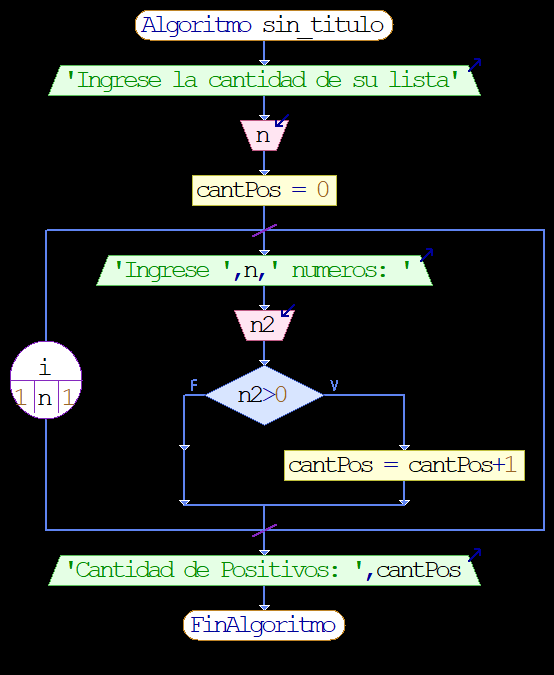 Algoritmo sin_titulo
'Ingrese la cantidad de su lista'
n
cantPos = 0
'Ingrese ',n,' numeros: '
n2
i
1 n 1
F V
n2>0
cantPos = cantPos+1
'Cantidad de Positivos: ',cantPos
FinAlgoritmo